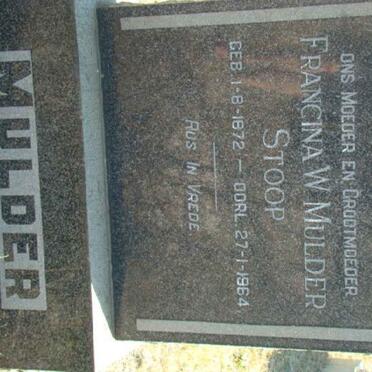 ONS MOEDER EN GROOTMOEDER
FRANCINA W. MULDER
STOOP
GEB. 1-8-1872 — OORL. 27-1-1964
RUS IN VREDE.
MULDER